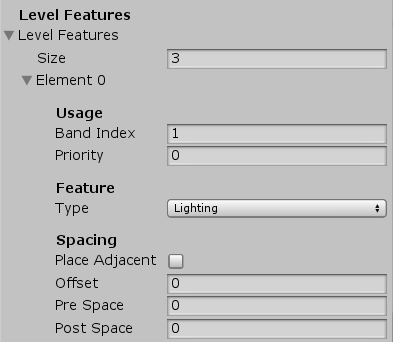 Level Features
Level Features
Size 3
Element 0
Usage
Band Index 1
Priority 0
Feature
Type Lighting
Spacing
Place Adjacent
Offset 0
Pre Space 0
Post Space 0